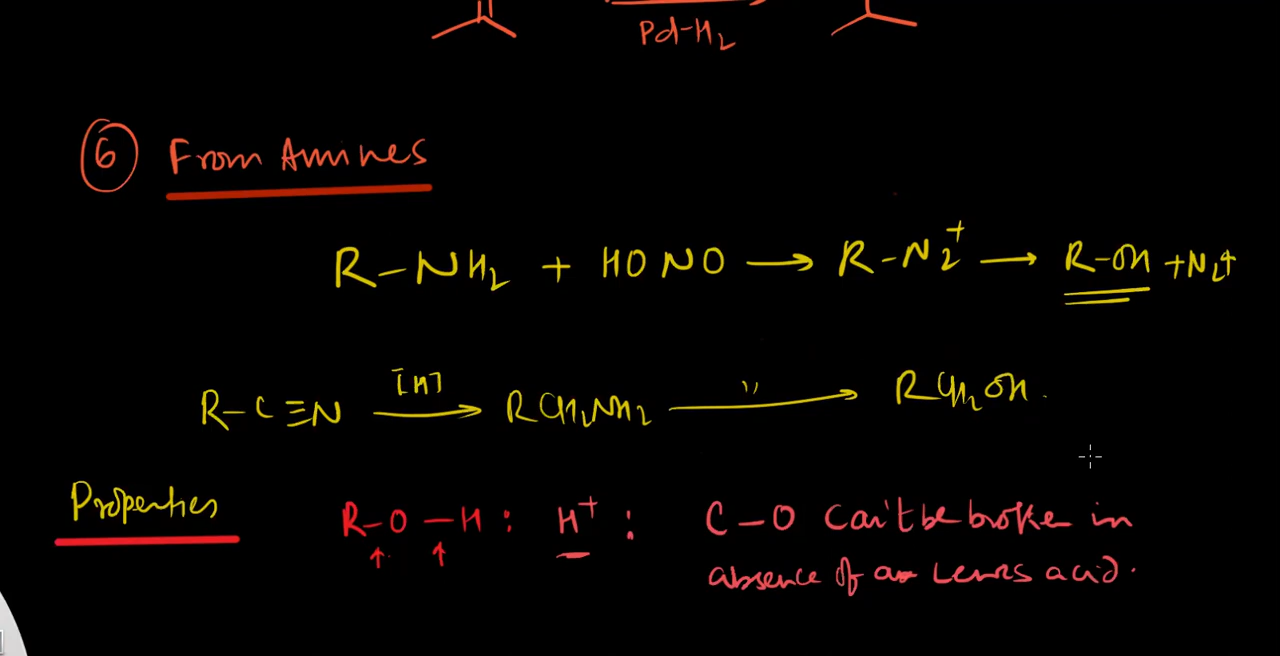 Pd-H₂
⑥ From Amines
R-NH₂ + HONO → R-N₂⁺ → R-OH + N₂↑
R-C≡N [H] → RCH₂NH₂ '' → RCH₂OH.
Properties R-O-H : H⁺ : C-O can't be broke in
absence of a Lewis acid.